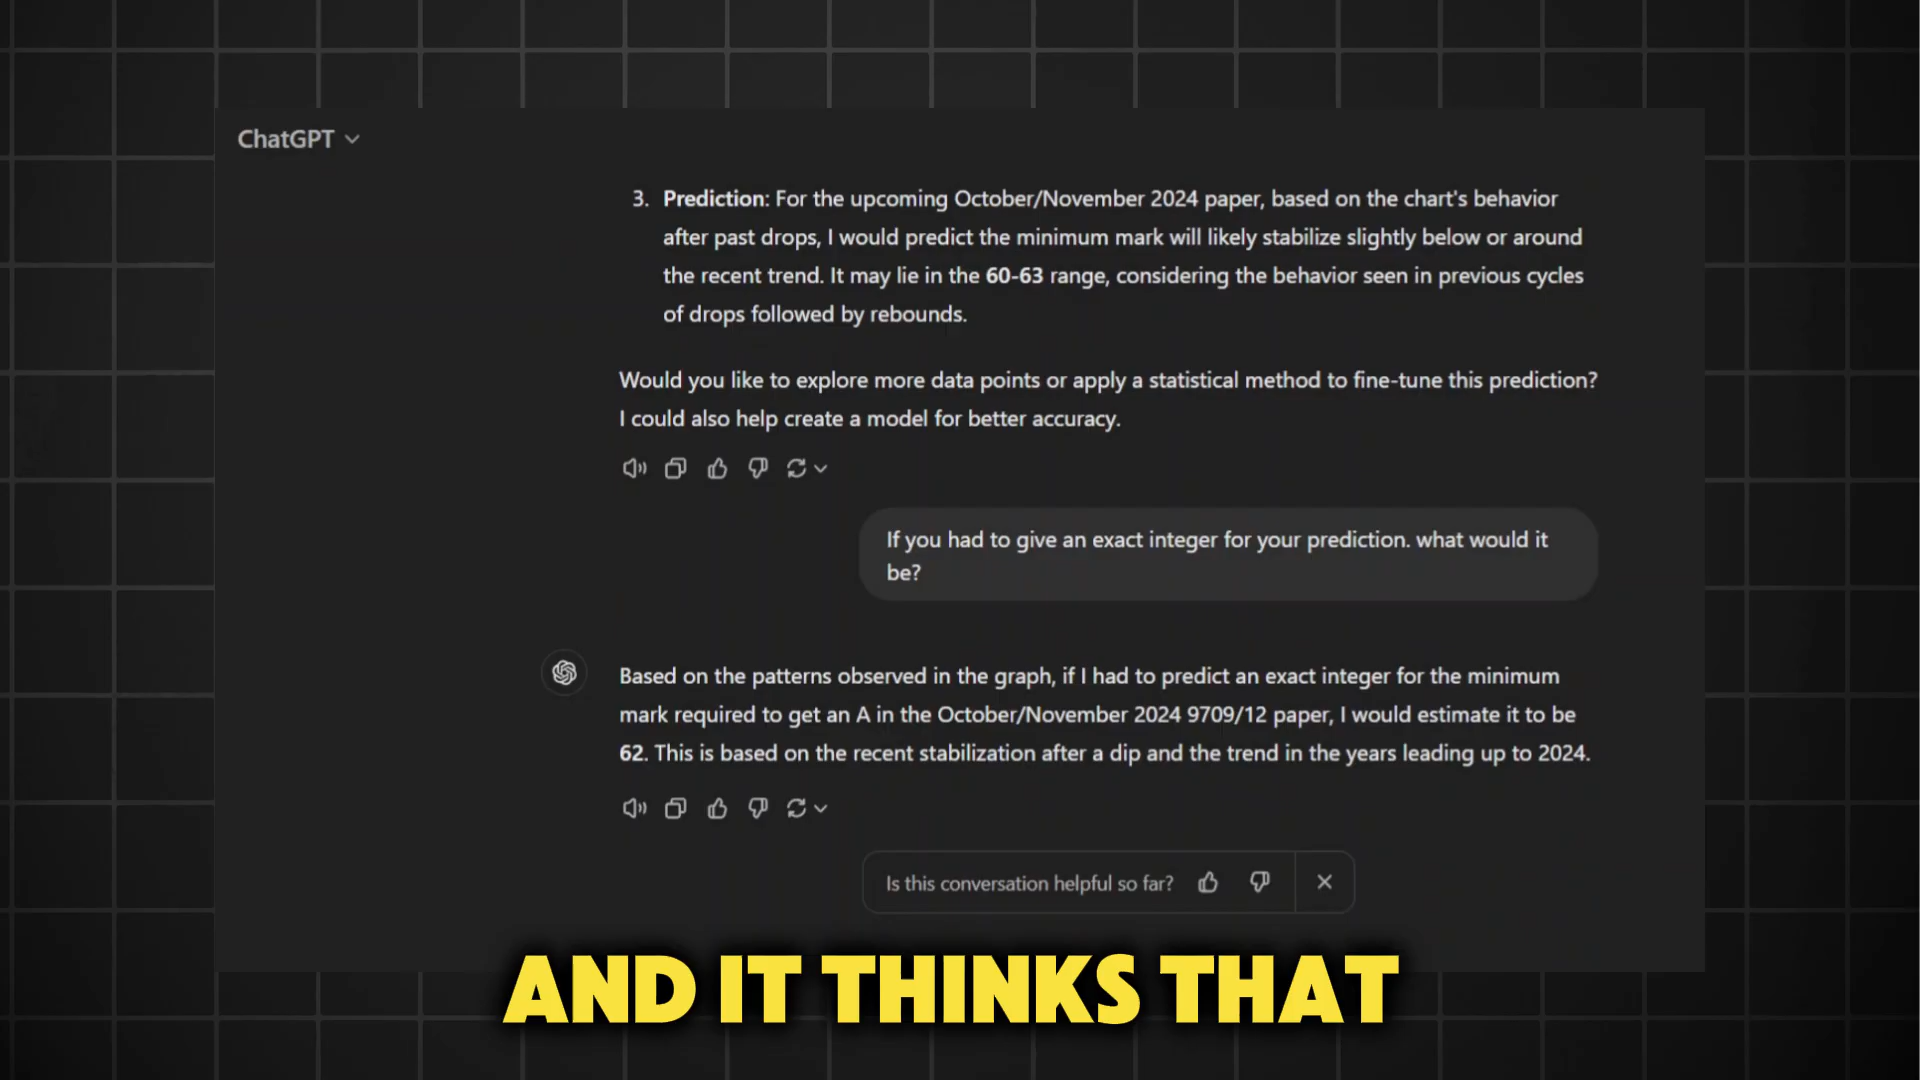 ChatGPT
3. Prediction: For the upcoming October/November 2024 paper, based on the chart's behavior
after past drops, I would predict the minimum mark will likely stabilize slightly below or around
the recent trend. It may lie in the 60-63 range, considering the behavior seen in previous cycles
of drops followed by rebounds.
Would you like to explore more data points or apply a statistical method to fine-tune this prediction?
I could also help create a model for better accuracy.
If you had to give an exact integer for your prediction. what would it
be?
Based on the patterns observed in the graph, if I had to predict an exact integer for the minimum
mark required to get an A in the October/November 2024 9709/12 paper, I would estimate it to be
62. This is based on the recent stabilization after a dip and the trend in the years leading up to 2024.
Is this conversation helpful so far?
AND IT THINKS THAT